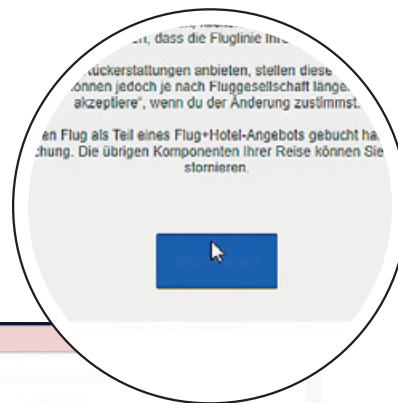 dass die Fluglinie
Rückerstattungen anbieten, stellen diese
können jedoch je nach Fluggesellschaft länge
akzeptiere“, wenn du der Änderung zustimmst.
en Flug als Teil eines Flug+Hotel-Angebots gebucht ha
chung. Die übrigen Komponenten Ihrer Reise können Sie
stornieren.